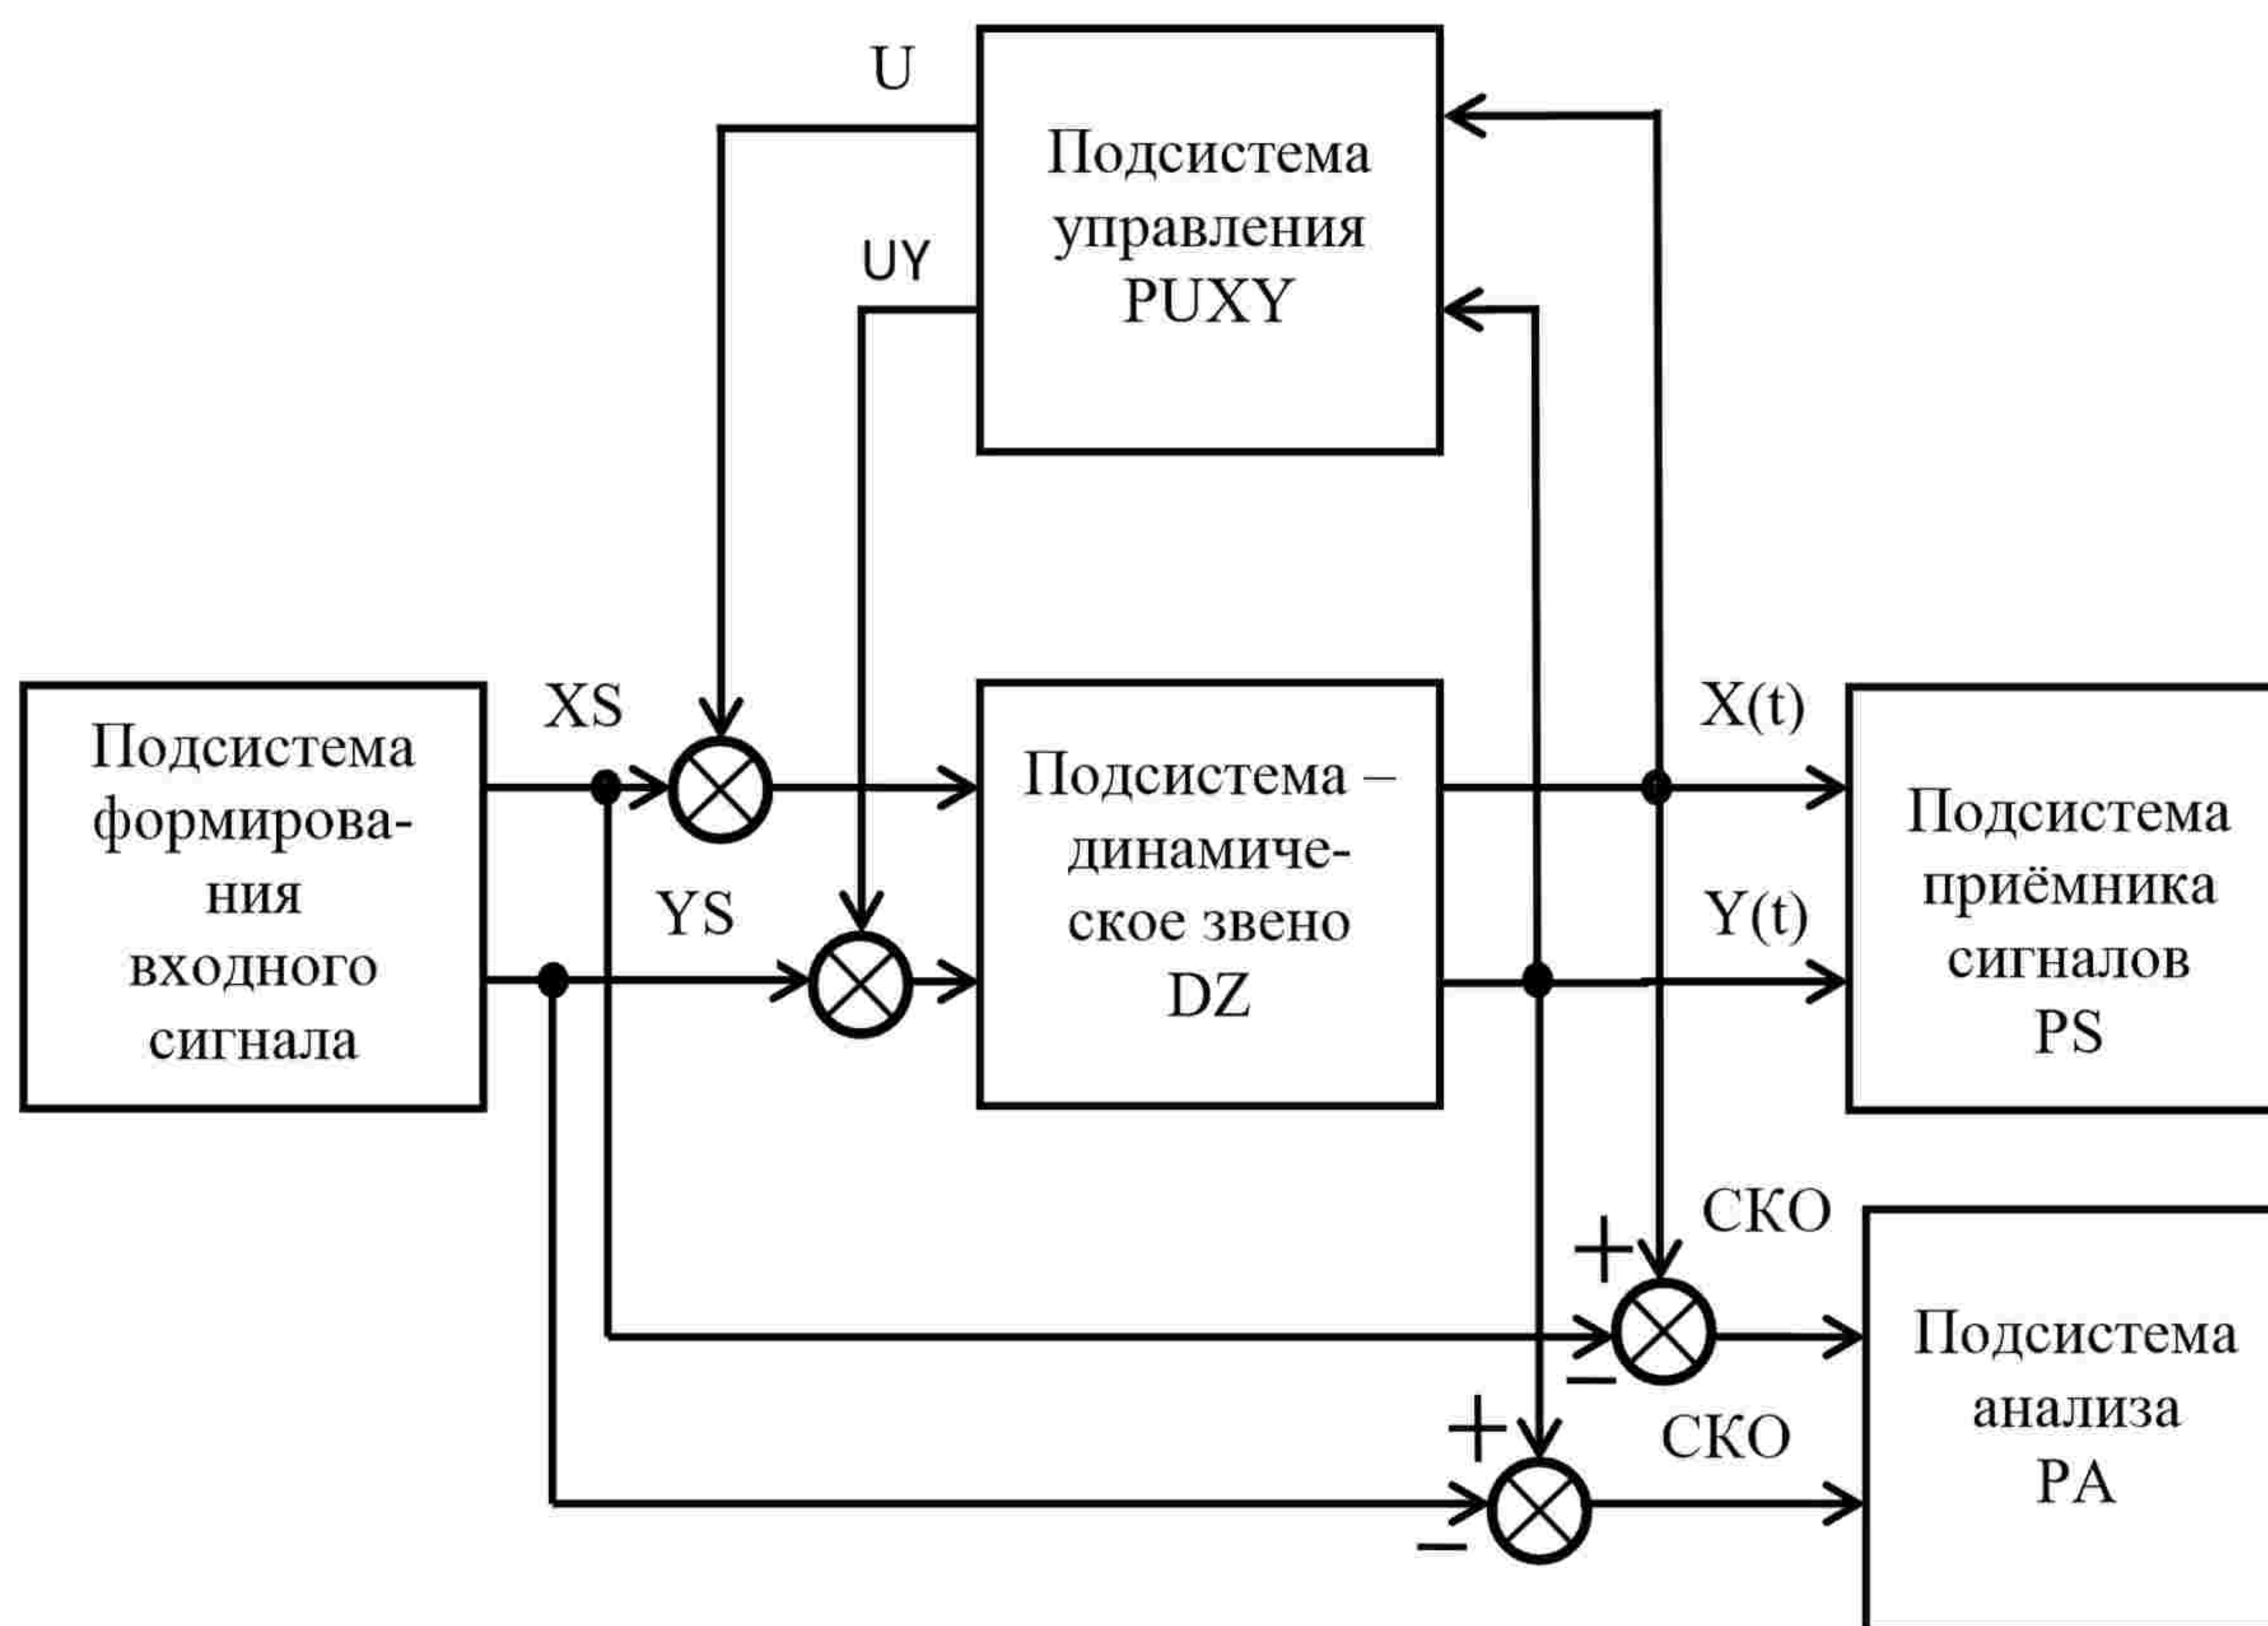 U
Подсистема
управления
PUXY
UY
XS
YS
Подсистема
формирова-
ния
входного
сигнала
Подсистема –
динамиче-
ское звено
DZ
X(t)
Y(t)
Подсистема
приёмника
сигналов
PS
+
СКО
–
+
СКО
–
Подсистема
анализа
PA